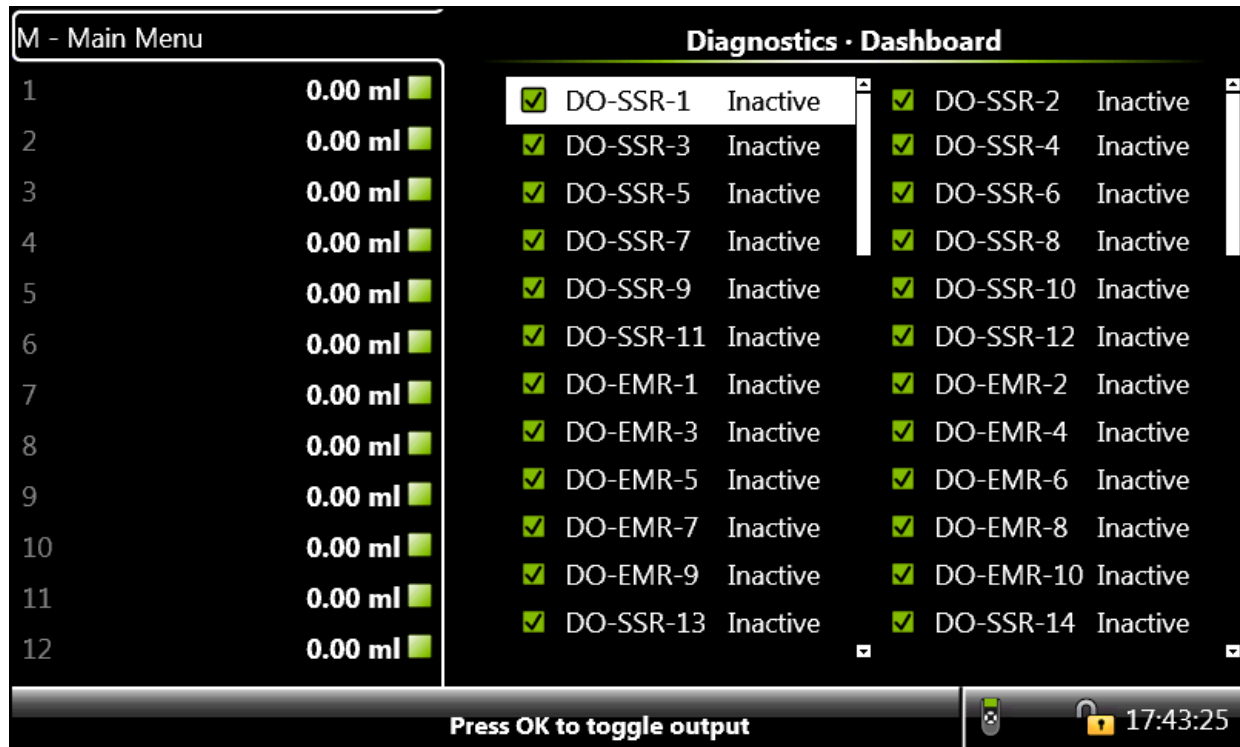 M - Main Menu
Diagnostics · Dashboard
1 0.00 ml
2 0.00 ml
3 0.00 ml
4 0.00 ml
5 0.00 ml
6 0.00 ml
7 0.00 ml
8 0.00 ml
9 0.00 ml
10 0.00 ml
11 0.00 ml
12 0.00 ml
DO-SSR-1 Inactive DO-SSR-2 Inactive
DO-SSR-3 Inactive DO-SSR-4 Inactive
DO-SSR-5 Inactive DO-SSR-6 Inactive
DO-SSR-7 Inactive DO-SSR-8 Inactive
DO-SSR-9 Inactive DO-SSR-10 Inactive
DO-SSR-11 Inactive DO-SSR-12 Inactive
DO-EMR-1 Inactive DO-EMR-2 Inactive
DO-EMR-3 Inactive DO-EMR-4 Inactive
DO-EMR-5 Inactive DO-EMR-6 Inactive
DO-EMR-7 Inactive DO-EMR-8 Inactive
DO-EMR-9 Inactive DO-EMR-10 Inactive
DO-SSR-13 Inactive DO-SSR-14 Inactive
Press OK to toggle output
17:43:25